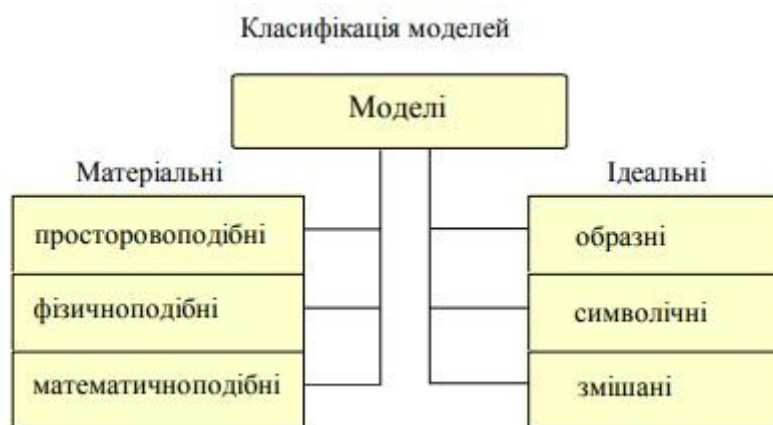 Класифікація моделей
Моделі
Матеріальні
просторовоподібні
фізичноподібні
математичноподібні
Ідеальні
образні
символічні
змішані